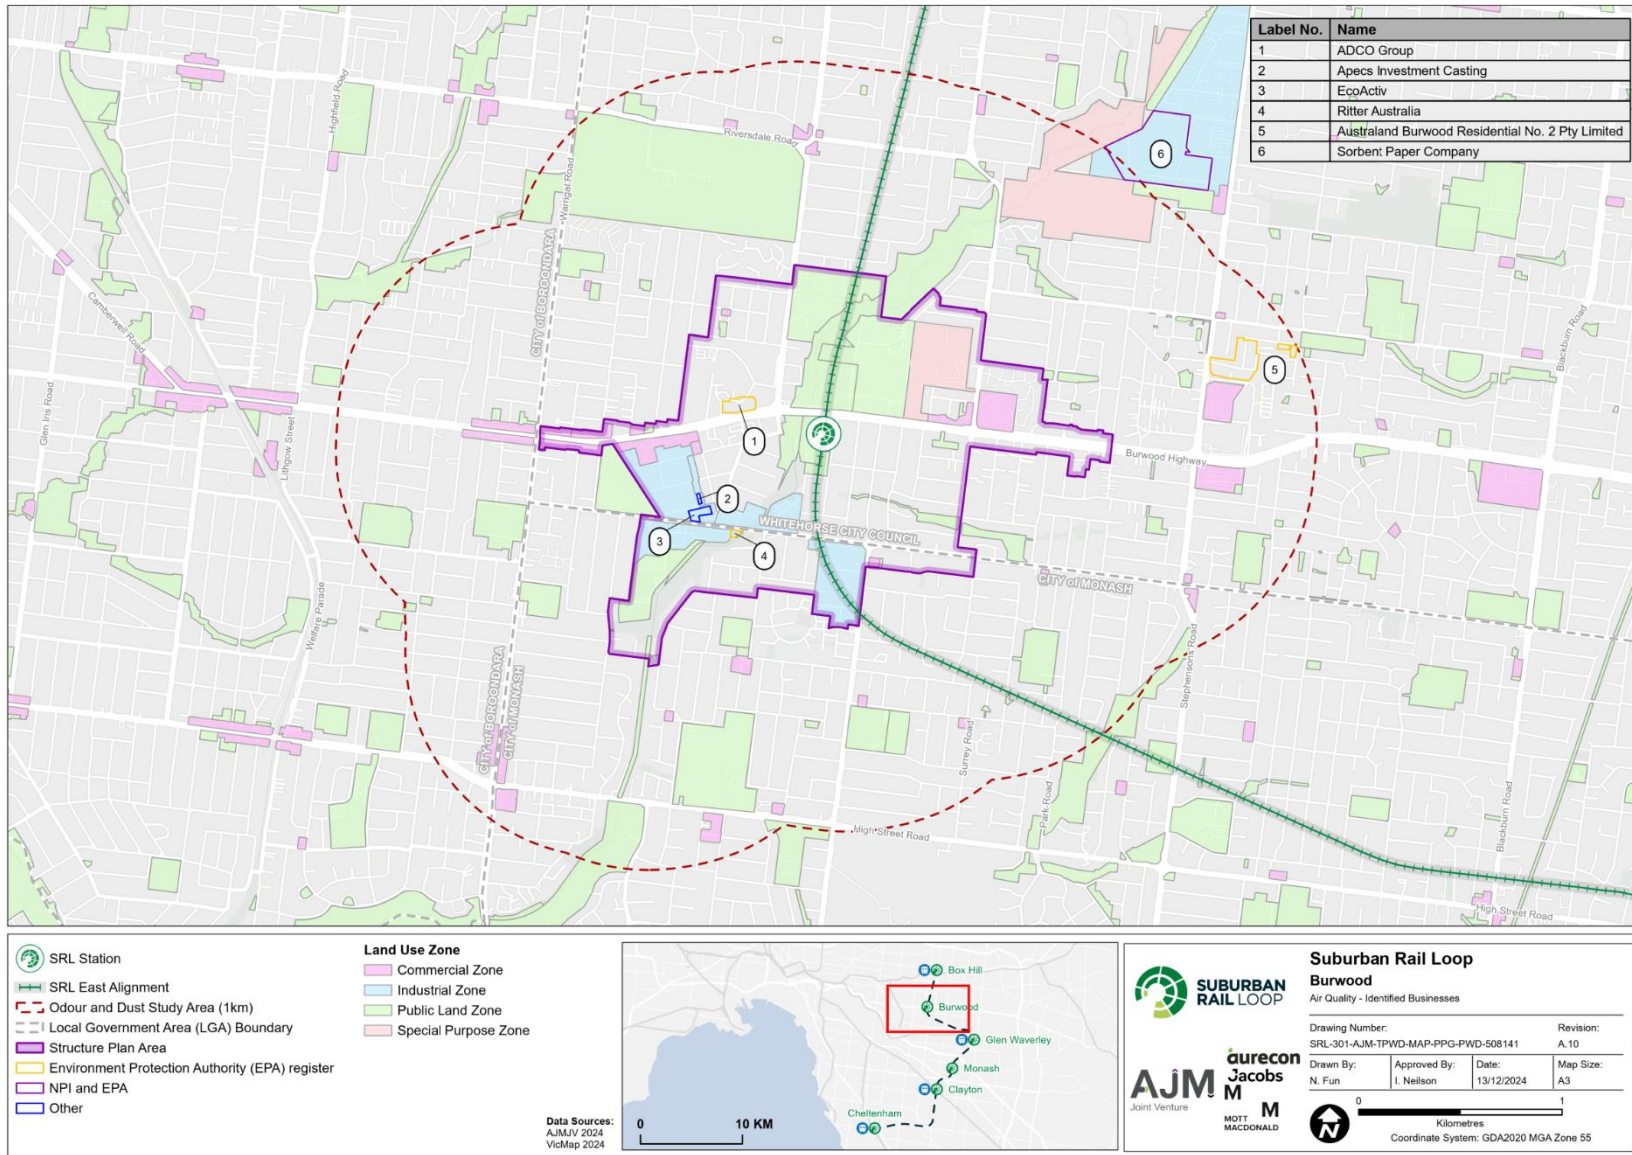 Label No. Name
1 ADCO Group
2 Apecs Investment Casting
3 EcoActiv
4 Ritter Australia
5 Australand Burwood Residential No. 2 Pty Limited
6 Sorbent Paper Company
Highfield Road
Riversdale Road
Warrigal Road
6
CITY of BOROONDARA
Camberwell Road
Blackburn Road
5
Glen Iris Road
Lithgow Street
1
Burwood Highway
2
WHITEHORSE CITY COUNCIL
3
4
CITY of MONASH
Welfare Parade
Stephensons Road
CITY of BOROONDARA
CITY of MONASH
Surrey Road
Park Road
Blackburn Road
High Street Road
High Street Road
SRL Station
SRL East Alignment
Odour and Dust Study Area (1km)
Local Government Area (LGA) Boundary
Structure Plan Area
Environment Protection Authority (EPA) register
NPI and EPA
Other
Land Use Zone
Commercial Zone
Industrial Zone
Public Land Zone
Special Purpose Zone
Data Sources:
AJMJV 2024
VicMap 2024
Box Hill
Burwood
Glen Waverley
Monash
Clayton
Cheltenham
0 10 KM
SUBURBAN
RAIL LOOP
AJM
Joint Venture
aurecon
Jacobs
M
MOTT
MACDONALD
M
Suburban Rail Loop
Burwood
Air Quality - Identified Businesses
Drawing Number: Revision:
SRL-301-AJM-TPWD-MAP-PPG-PWD-508141 A.10
Drawn By: Approved By: Date: Map Size:
N. Fun I. Neilson 13/12/2024 A3
N
0 1
Kilometres
Coordinate System: GDA2020 MGA Zone 55